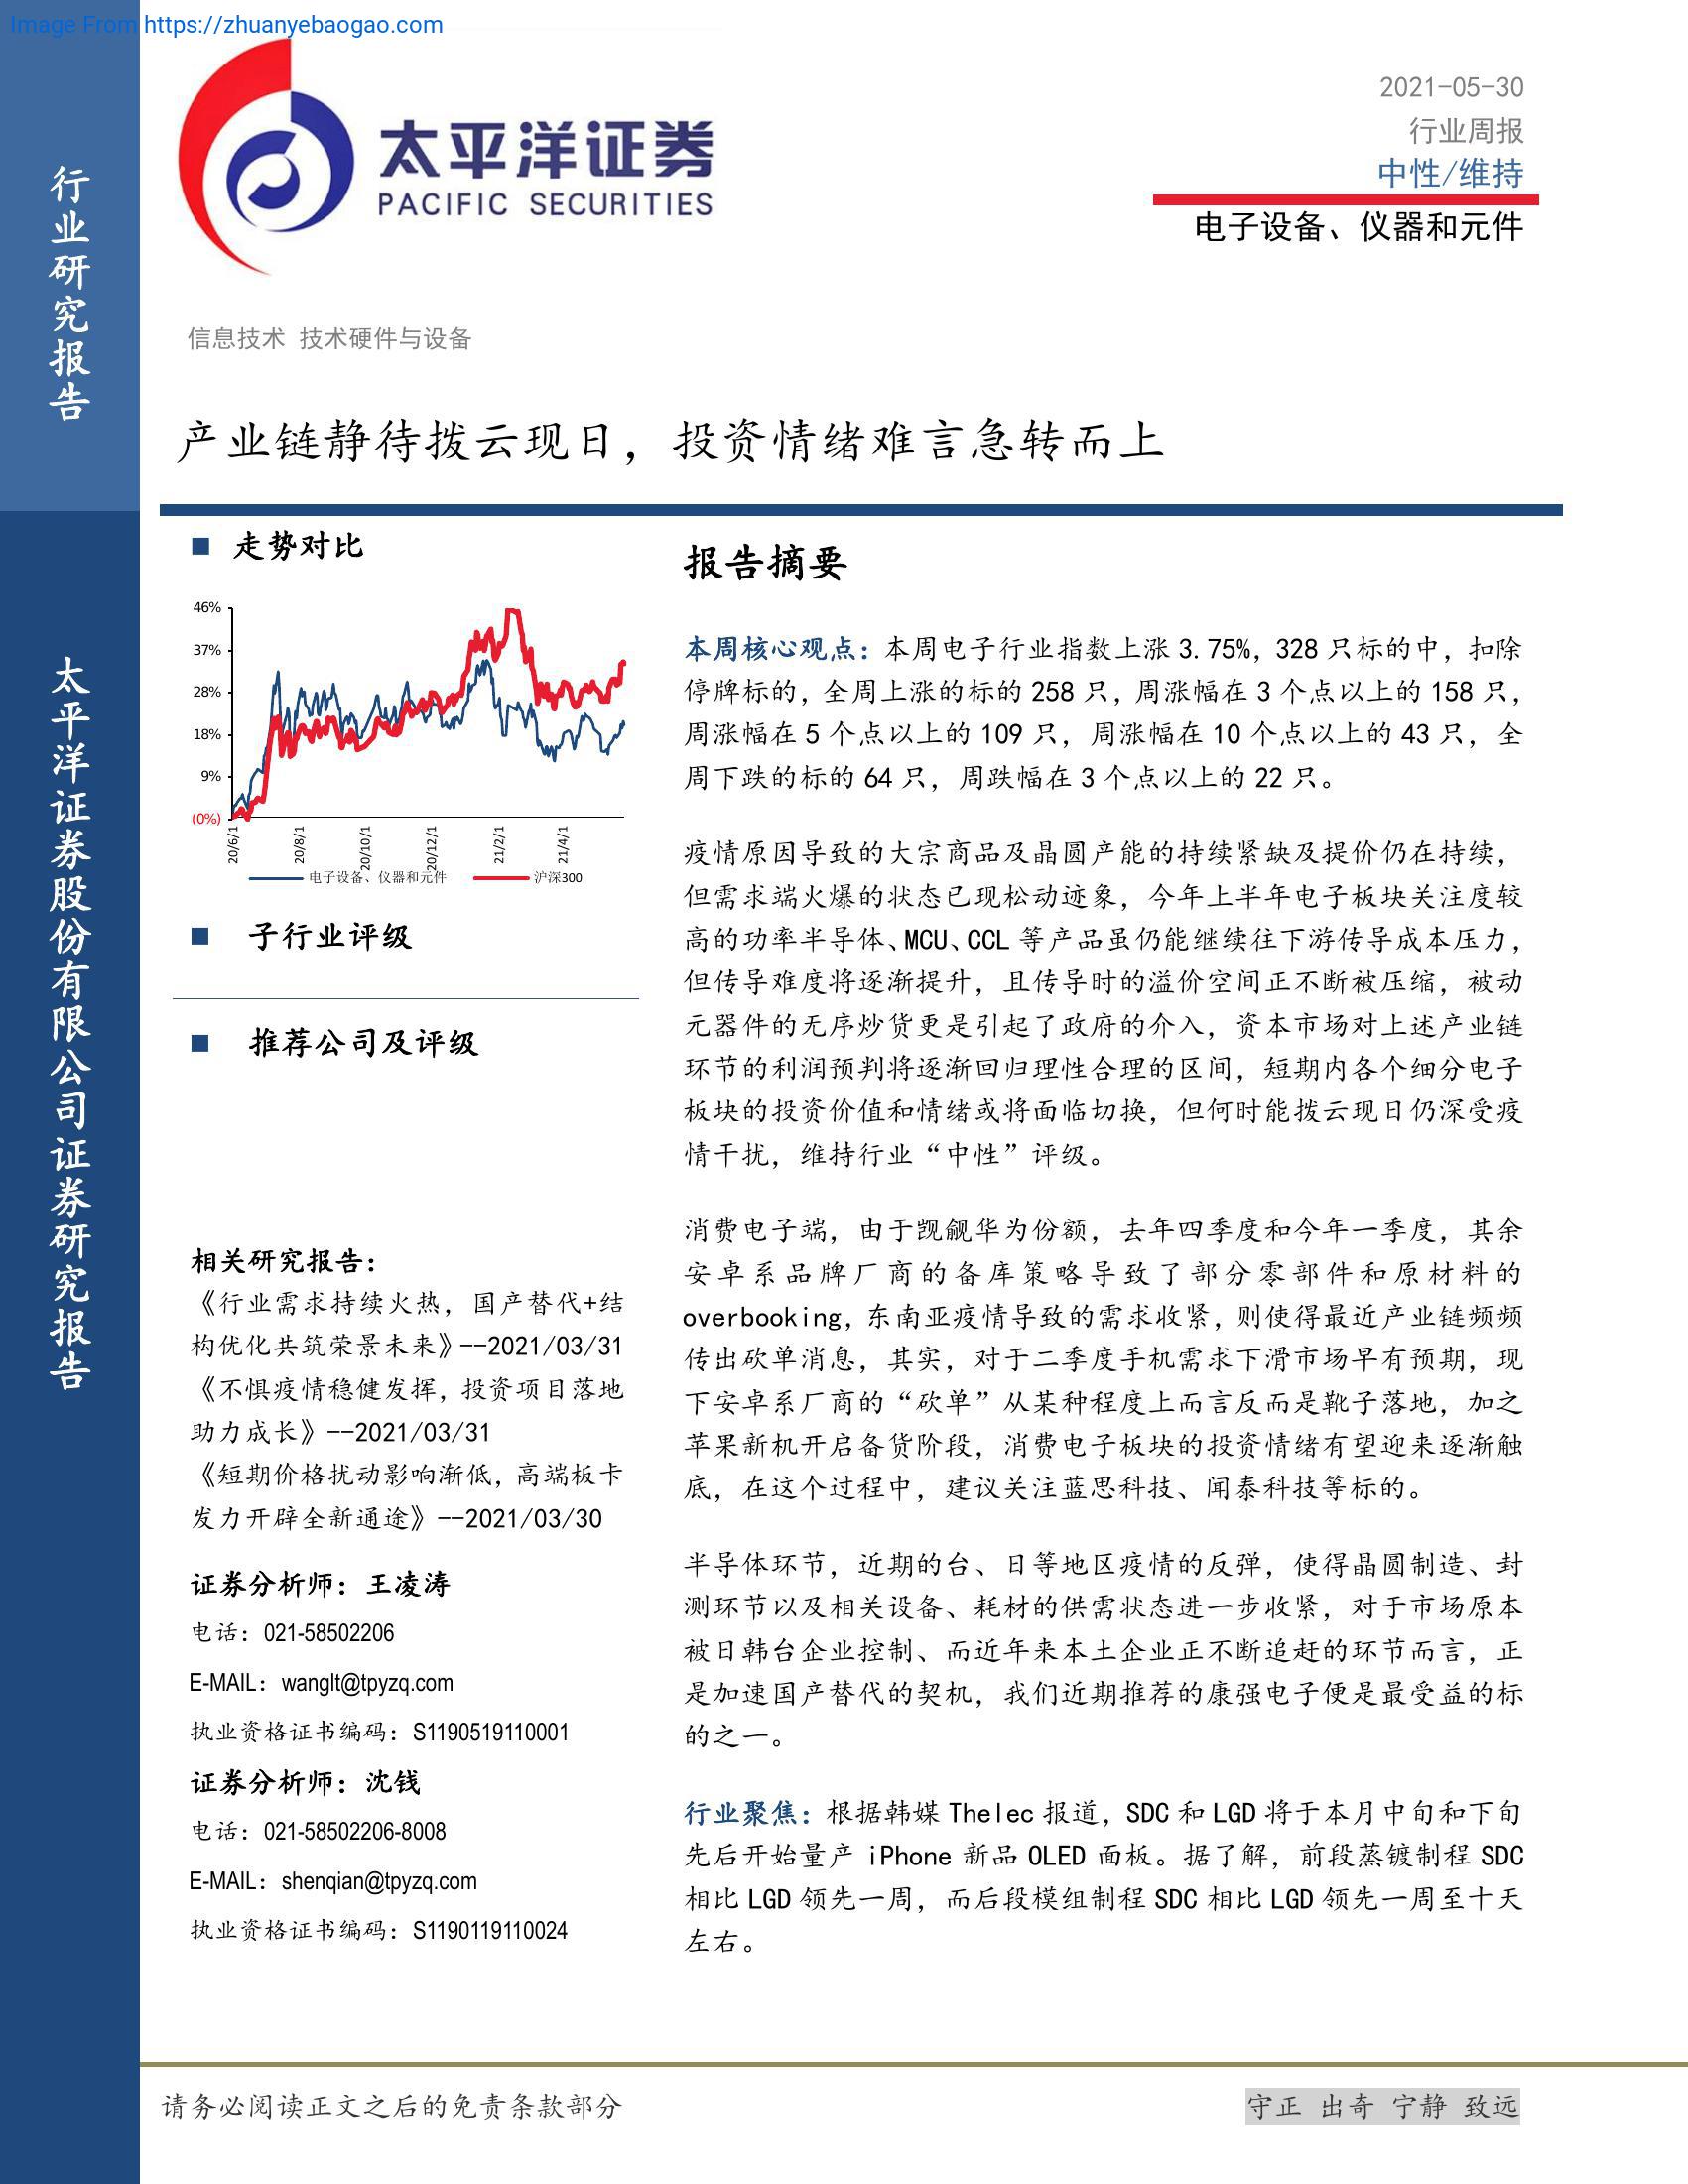 Image From https://zhuanyebaogao.com
行业研究报告
太平洋证券股份有限公司证券研究报告
太平洋证券
PACIFIC SECURITIES
2021-05-30
行业周报
中性/维持
电子设备、仪器和元件
信息技术 技术硬件与设备
产业链静待拨云现日，投资情绪难言急转而上
走势对比
46%
37%
28%
18%
9%
(0%)
20/6/1
20/8/1
20/10/1
20/12/1
21/2/1
21/4/1
电子设备、仪器和元件
沪深300
子行业评级
推荐公司及评级
相关研究报告：
《行业需求持续火热，国产替代+结
构优化共筑荣景未来》--2021/03/31
《不惧疫情稳健发挥，投资项目落地
助力成长》--2021/03/31
《短期价格扰动影响渐低，高端板卡
发力开辟全新通途》--2021/03/30
证券分析师：王凌涛
电话：021-58502206
E-MAIL：wanglt@tpyzq.com
执业资格证书编码：S1190519110001
证券分析师：沈钱
电话：021-58502206-8008
E-MAIL：shenqian@tpyzq.com
执业资格证书编码：S1190119110024
报告摘要
本周核心观点：本周电子行业指数上涨 3.75%，328 只标的中，扣除
停牌标的，全周上涨的标的 258 只，周涨幅在 3 个点以上的 158 只，
周涨幅在 5 个点以上的 109 只，周涨幅在 10 个点以上的 43 只，全
周下跌的标的 64 只，周跌幅在 3 个点以上的 22 只。
疫情原因导致的大宗商品及晶圆产能的持续紧缺及提价仍在持续，
但需求端火爆的状态已现松动迹象，今年上半年电子板块关注度较
高的功率半导体、MCU、CCL 等产品虽仍能继续往下游传导成本压力，
但传导难度将逐渐提升，且传导时的溢价空间正不断被压缩，被动
元器件的无序炒货更是引起了政府的介入，资本市场对上述产业链
环节的利润预判将逐渐回归理性合理的区间，短期内各个细分电子
板块的投资价值和情绪或将面临切换，但何时能拨云现日仍深受疫
情干扰，维持行业“中性”评级。
消费电子端，由于觊觎华为份额，去年四季度和今年一季度，其余
安卓系品牌厂商的备库策略导致了部分零部件和原材料的
overbooking，东南亚疫情导致的需求收紧，则使得最近产业链频频
传出砍单消息，其实，对于二季度手机需求下滑市场早有预期，现
下安卓系厂商的“砍单”从某种程度上而言反而是靴子落地，加之
苹果新机开启备货阶段，消费电子板块的投资情绪有望迎来逐渐触
底，在这个过程中，建议关注蓝思科技、闻泰科技等标的。
半导体环节，近期的台、日等地区疫情的反弹，使得晶圆制造、封
测环节以及相关设备、耗材的供需状态进一步收紧，对于市场原本
被日韩台企业控制、而近年来本土企业正不断追赶的环节而言，正
是加速国产替代的契机，我们近期推荐的康强电子便是最受益的标
的之一。
行业聚焦：根据韩媒 Thelec 报道，SDC 和 LGD 将于本月中旬和下旬
先后开始量产 iPhone 新品 OLED 面板。据了解，前段蒸镀制程 SDC
相比 LGD 领先一周，而后段模组制程 SDC 相比 LGD 领先一周至十天
左右。
请务必阅读正文之后的免责条款部分
守正 出奇 宁静 致远